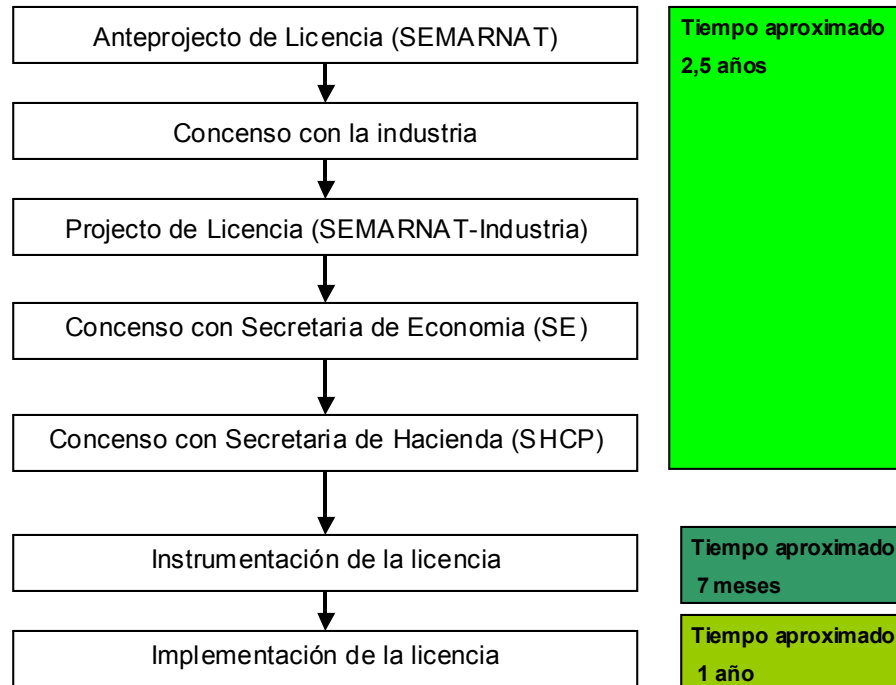 Anteprojecto de Licencia (SEMARNAT)
Concenso con la industria
Projecto de Licencia (SEMARNAT-Industria)
Concenso con Secretaria de Economia (SE)
Concenso con Secretaria de Hacienda (SHCP)
Instrumentación de la licencia
Implementación de la licencia
Tiempo aproximado
2,5 años
Tiempo aproximado
7 meses
Tiempo aproximado
1 año